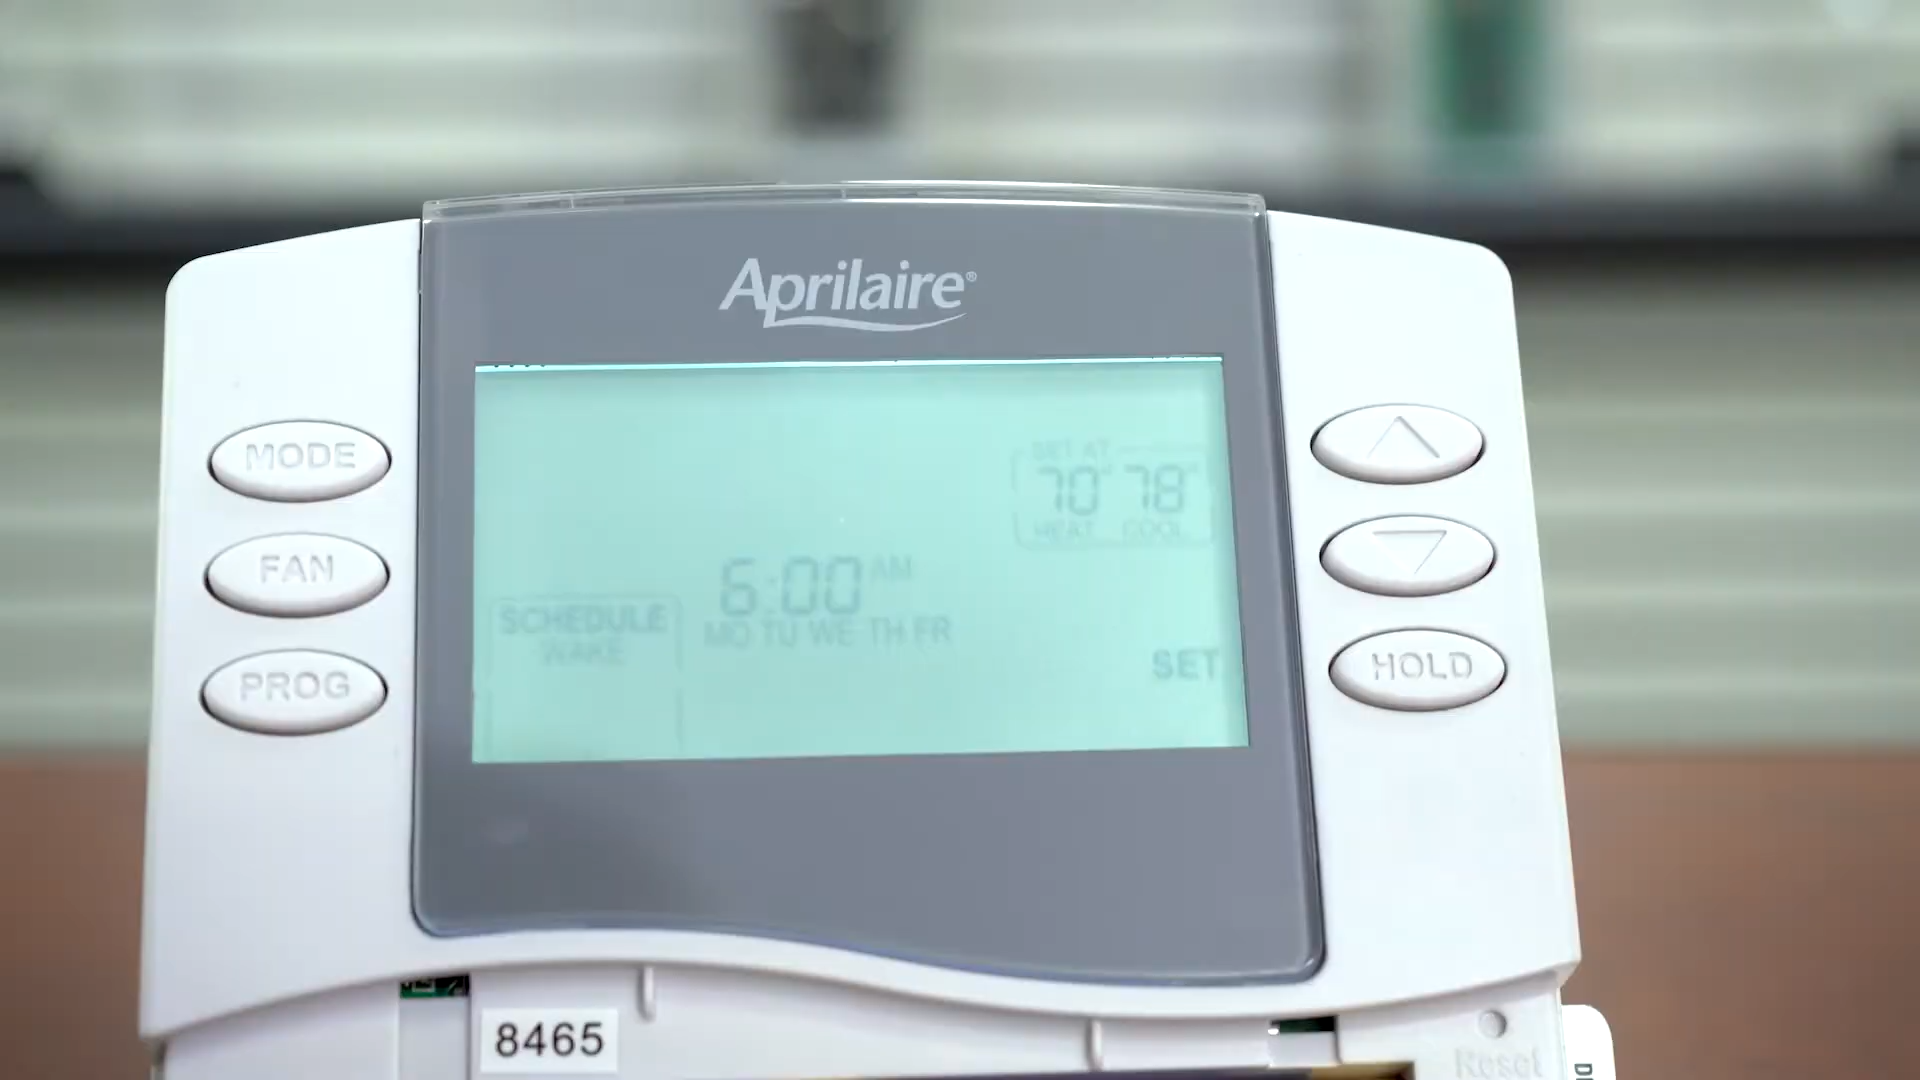 Aprilaire®
MODE
FAN
PROG
SET AT
70° 78°
HEAT COOL
6:00 AM
MO TU WE TH FR
SCHEDULE
WAKE
SET
HOLD
8465
Reset